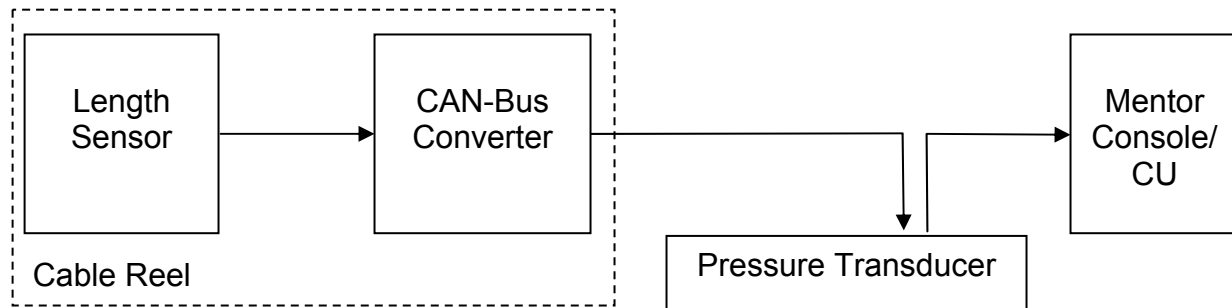 Length
Sensor
CAN-Bus
Converter
Mentor
Console/
CU
Cable Reel
Pressure Transducer